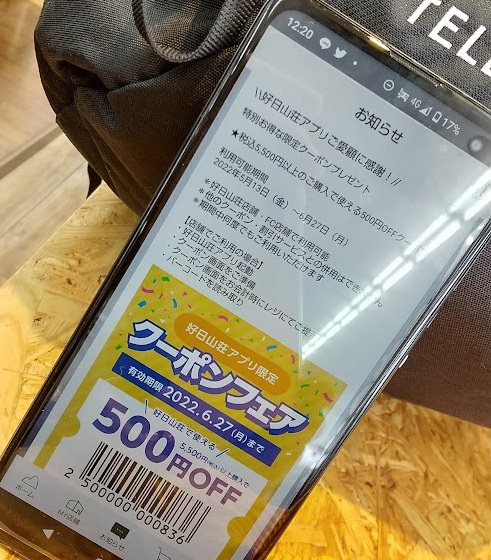 TELE
12:20
4G
17%
お知らせ
\\好日山荘アプリご愛顧に感謝！//
特別お得な限定クーポンプレゼント
★税込5,500円以上のご購入で使える500円OFFクーポン
利用可能期間
2022年5月13日（金）～6月27日（月）
＊好日山荘店舗・FC店舗で利用可能
＊他のクーポン・割引サービスとの併用はできません
＊期間中何度でもご利用いただけます
【店舗でご利用の場合】
・好日山荘アプリ起動
・クーポン画面をご準備
・クーポン画面をお会計時にレジにてご提
・バーコードを読み取り
好日山荘アプリ限定
クーポンフェア
有効期限 2022.6.27(月)まで
\ 好日山荘で使える /
5,500円(税込)以上購入で
500円OFF
2 500000 000836
ホーム
MY店舗
お知らせ